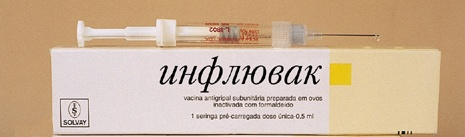 инфлювак
vacina antigripal subunitária preparada em ovos
inactivada com formaldeído
1 seringa pré-carregada dose única-0,5 ml
SOLVAY